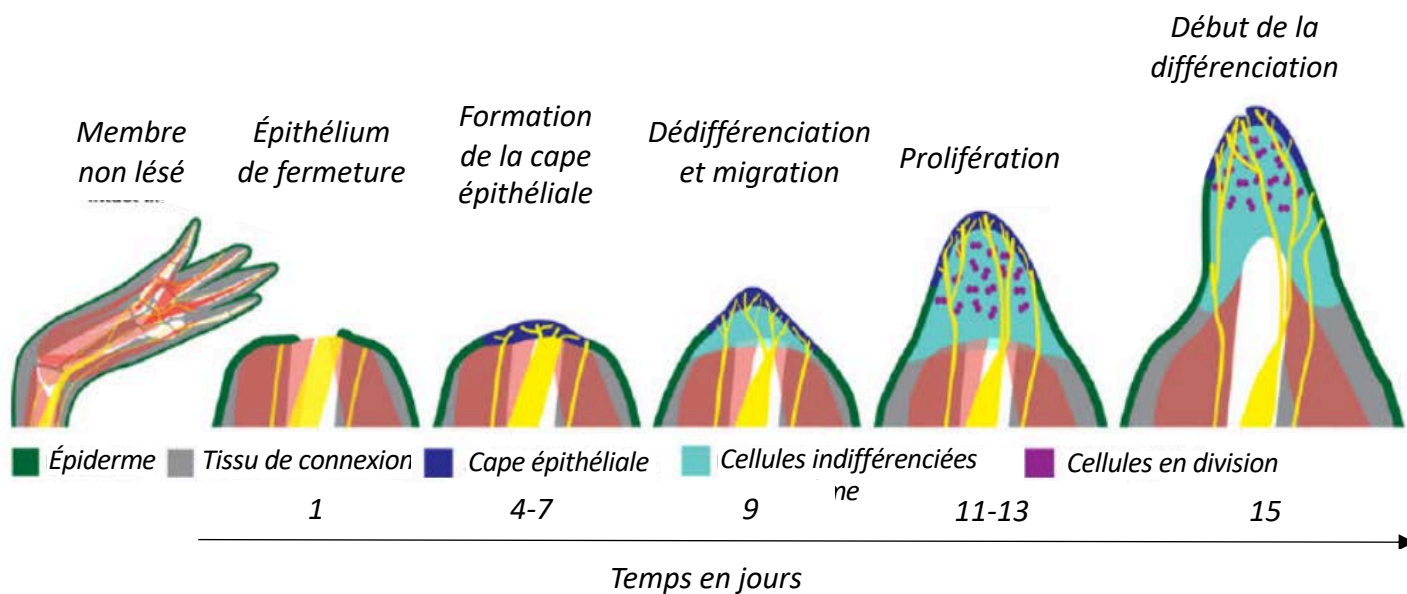 Début de la
différenciation
Membre
non lésé
Épithélium
de fermeture
Formation
de la cape
épithéliale
Dédifférenciation
et migration
Prolifération
Épiderme
Tissu de connexion
Cape épithéliale
Cellules indifférenciées
me
Cellules en division
1
4-7
9
11-13
15
Temps en jours